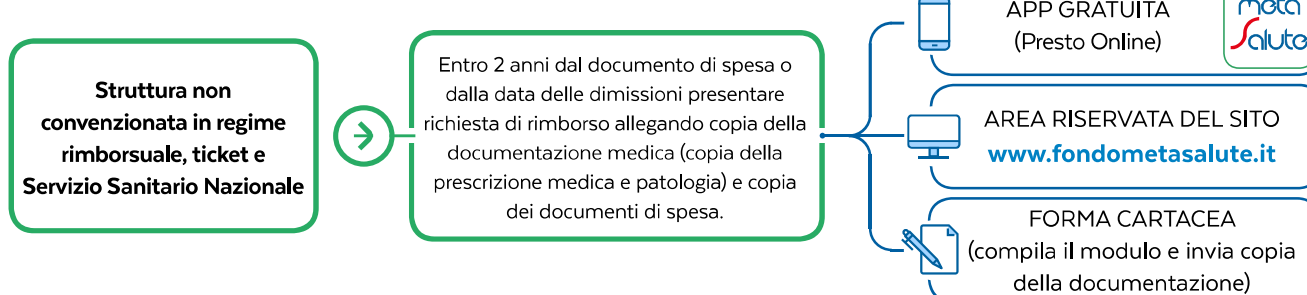 Struttura non
convenzionata in regime
rimborsuale, ticket e
Servizio Sanitario Nazionale
Entro 2 anni dal documento di spesa o
dalla data delle dimissioni presentare
richiesta di rimborso allegando copia della
documentazione medica (copia della
prescrizione medica e patologia) e copia
dei documenti di spesa.
APP GRATUITA
(Presto Online)
meta
Salute
AREA RISERVATA DEL SITO
www.fondometasalute.it
FORMA CARTACEA
(compila il modulo e invia copia
della documentazione)